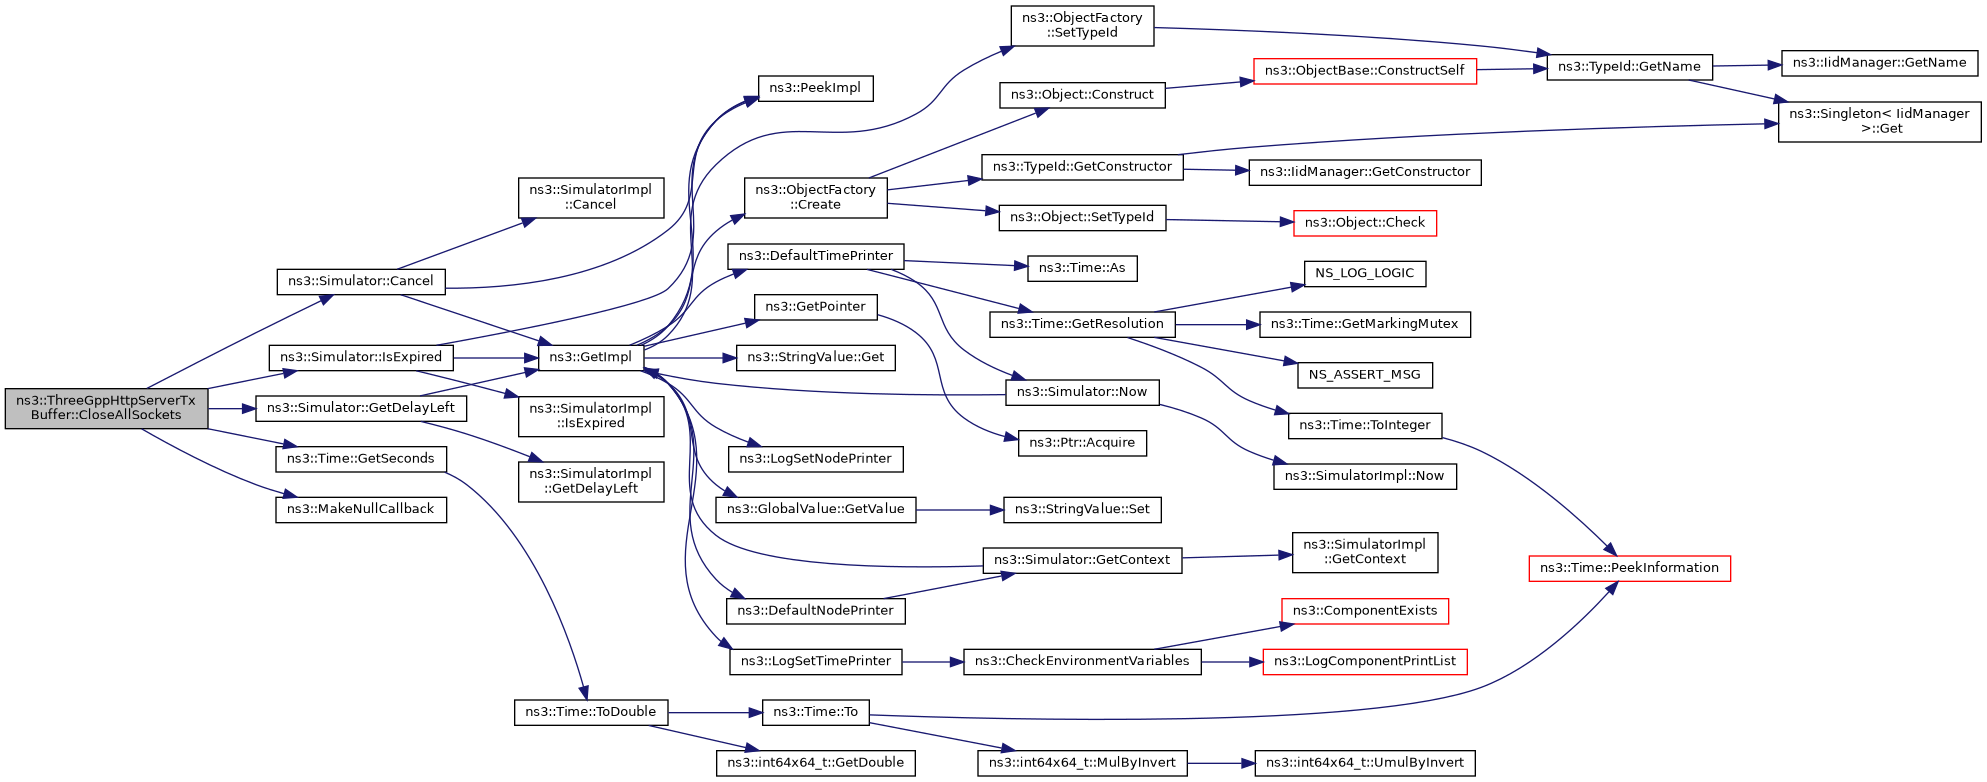 ns3::ThreeGppHttpServerTx
Buffer::CloseAllSockets
ns3::Simulator::Cancel
ns3::Simulator::IsExpired
ns3::Simulator::GetDelayLeft
ns3::Time::GetSeconds
ns3::MakeNullCallback
ns3::SimulatorImpl
::Cancel
ns3::GetImpl
ns3::SimulatorImpl
::IsExpired
ns3::SimulatorImpl
::GetDelayLeft
ns3::Time::ToDouble
ns3::PeekImpl
ns3::ObjectFactory
::Create
ns3::DefaultTimePrinter
ns3::GetPointer
ns3::StringValue::Get
ns3::LogSetNodePrinter
ns3::GlobalValue::GetValue
ns3::DefaultNodePrinter
ns3::LogSetTimePrinter
ns3::Time::To
ns3::int64x64_t::GetDouble
ns3::ObjectFactory
::SetTypeId
ns3::Object::Construct
ns3::TypeId::GetConstructor
ns3::Object::SetTypeId
ns3::Time::As
ns3::Time::GetResolution
ns3::Simulator::Now
ns3::Ptr::Acquire
ns3::StringValue::Set
ns3::Simulator::GetContext
ns3::CheckEnvironmentVariables
ns3::int64x64_t::MulByInvert
ns3::ObjectBase::ConstructSelf
ns3::IidManager::GetConstructor
ns3::Object::Check
NS_LOG_LOGIC
ns3::Time::GetMarkingMutex
NS_ASSERT_MSG
ns3::Time::ToInteger
ns3::SimulatorImpl::Now
ns3::SimulatorImpl
::GetContext
ns3::ComponentExists
ns3::LogComponentPrintList
ns3::int64x64_t::UmulByInvert
ns3::TypeId::GetName
ns3::Time::PeekInformation
ns3::IidManager::GetName
ns3::Singleton< IidManager
>::Get